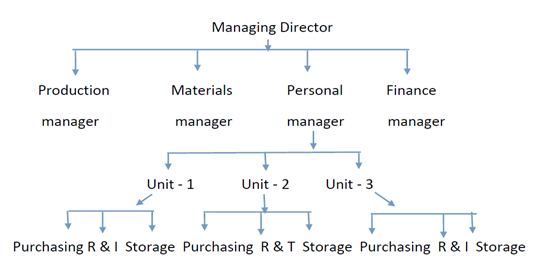 Managing Director
Production Materials Personal Finance
manager manager manager manager
Unit - 1 Unit - 2 Unit - 3
Purchasing R & I Storage Purchasing R & T Storage Purchasing R & I Storage